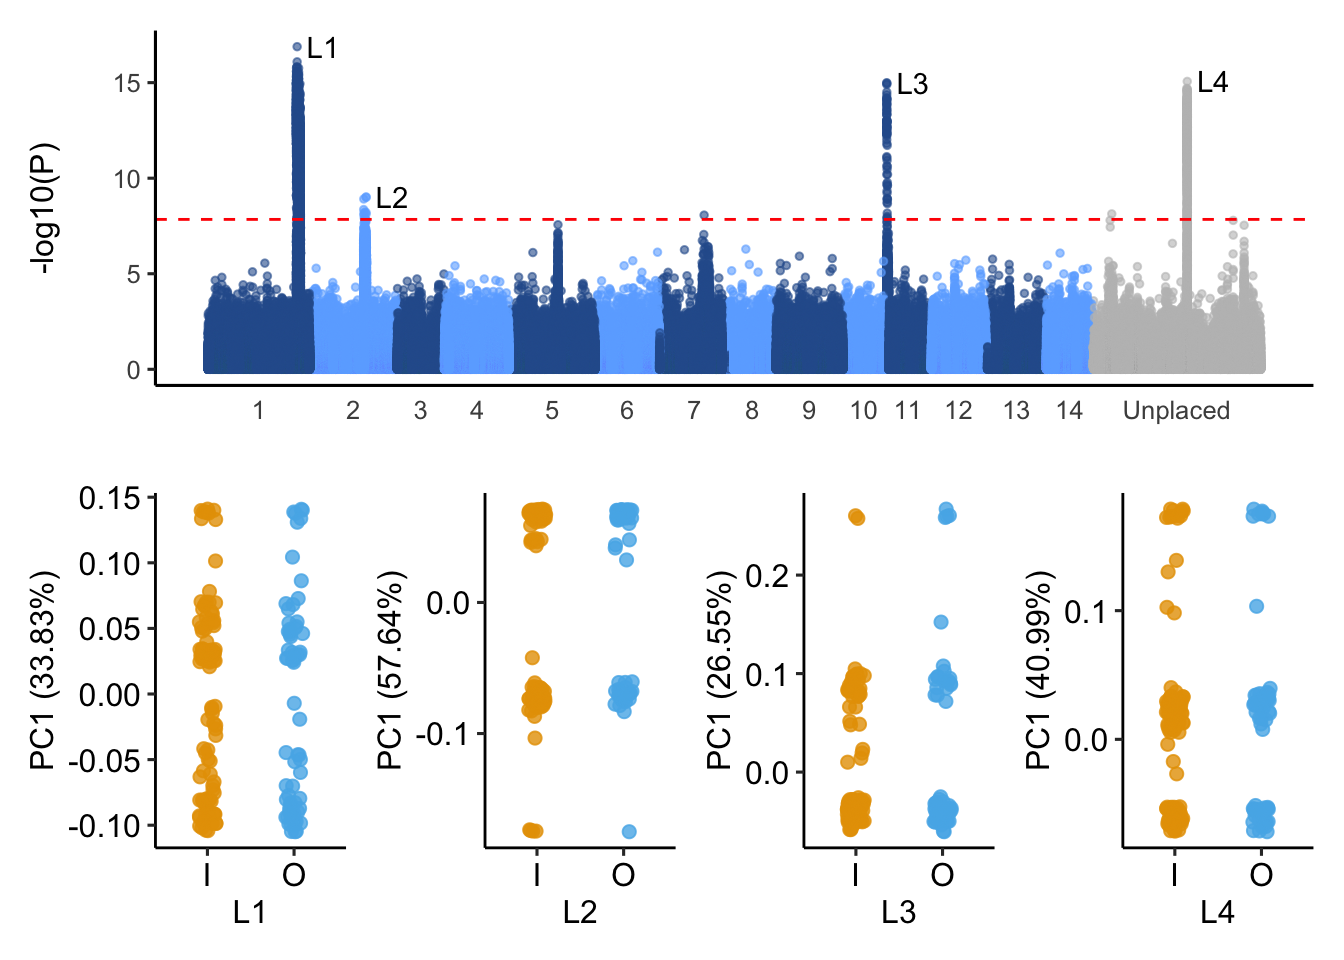 -log10(P)
15
10
5
0
L1
L2
L3
L4
1 2 3 4 5 6 7 8 9 10 11 12 13 14 Unplaced
PC1 (33.83%)
0.15
0.10
0.05
0.00
-0.05
-0.10
I O
L1
PC1 (57.64%)
0.0
-0.1
I O
L2
PC1 (26.55%)
0.2
0.1
0.0
I O
L3
PC1 (40.99%)
0.1
0.0
I O
L4